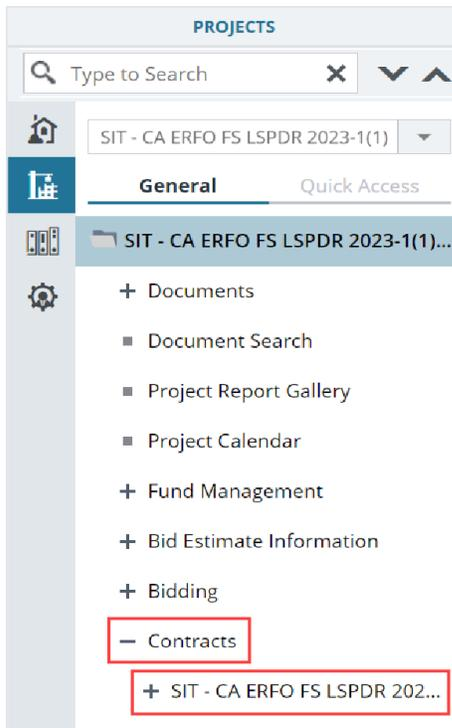 PROJECTS
Type to Search
SIT - CA ERFO FS LSPDR 2023-1(1)
General Quick Access
SIT - CA ERFO FS LSPDR 2023-1(1)...
Documents
Document Search
Project Report Gallery
Project Calendar
Fund Management
Bid Estimate Information
Bidding
Contracts
SIT - CA ERFO FS LSPDR 202...